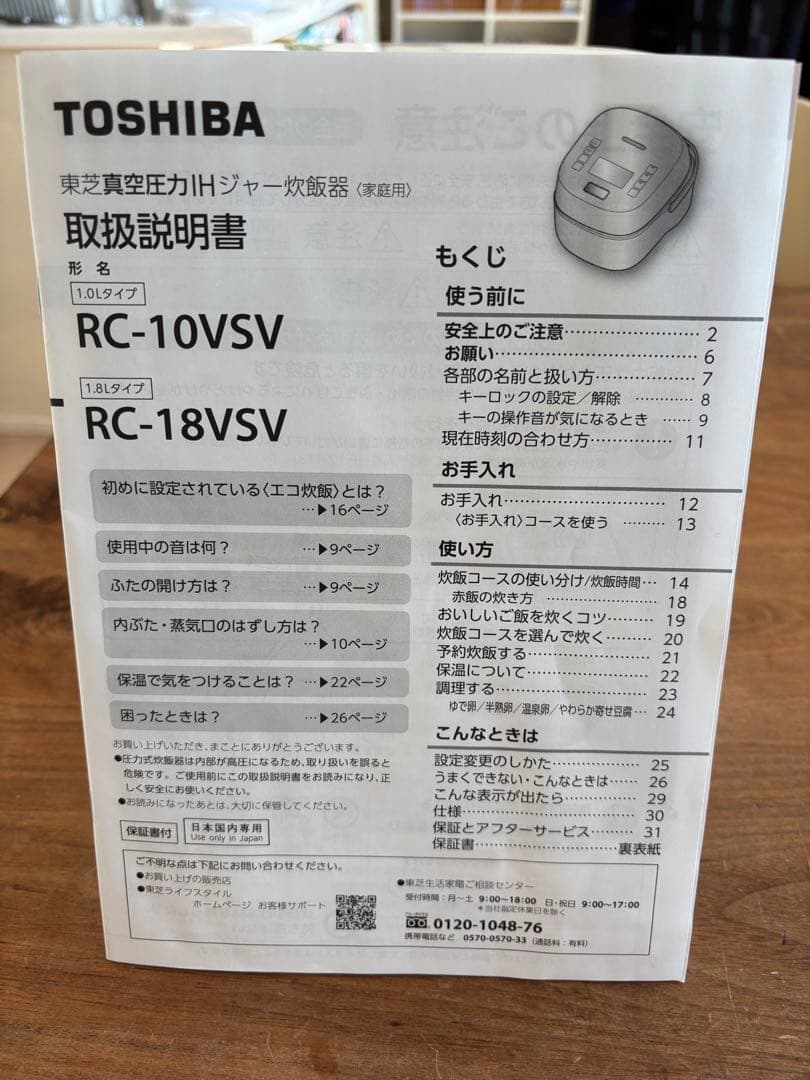 TOSHIBA
東芝真空圧力IHジャー炊飯器〈家庭用〉
取扱説明書
形 名
1.0Lタイプ
RC-10VSV
1.8Lタイプ
RC-18VSV
初めに設定されている〈エコ炊飯〉とは？
…▶16ページ
使用中の音は何？ …▶9ページ
ふたの開け方は？ …▶9ページ
内ぶた・蒸気口のはずし方は？
…▶10ページ
保温で気をつけることは？ …▶22ページ
困ったときは？ …▶26ページ
お買い上げいただき、まことにありがとうございます。
●圧力式炊飯器は内部が高圧になるため、取り扱いを誤ると
危険です。ご使用前にこの取扱説明書をお読みになり、正
しく安全にお使いください。
●お読みになったあとは、大切に保管してください。
保証書付
日本国内専用
Use only in Japan
もくじ
使う前に
安全上のご注意…………………… 2
お願い…………………………… 6
各部の名前と扱い方……………… 7
キーロックの設定／解除 ………… 8
キーの操作音が気になるとき …… 9
現在時刻の合わせ方…………… 11
お手入れ
お手入れ………………………… 12
〈お手入れ〉コースを使う ……… 13
使い方
炊飯コースの使い分け/炊飯時間… 14
赤飯の炊き方 ………………… 18
おいしいご飯を炊くコツ……… 19
炊飯コースを選んで炊く……… 20
予約炊飯する………………… 21
保温について………………… 22
調理する……………………… 23
ゆで卵／半熟卵／温泉卵／やわらか寄せ豆腐… 24
こんなときは
設定変更のしかた……………… 25
うまくできない・こんなときは…… 26
こんな表示が出たら…………… 29
仕様…………………………… 30
保証とアフターサービス……… 31
保証書………………………裏表紙
ご不明な点は下記にお問い合わせください。
●お買い上げの販売店
●東芝ライフスタイル
ホームページ お客様サポート
●東芝生活家電ご相談センター
受付時間：月～土 9:00～18:00 日・祝日 9:00～17:00
＊当社指定休業日を除く
0120-1048-76
携帯電話など 0570-0570-33（通話料：有料）